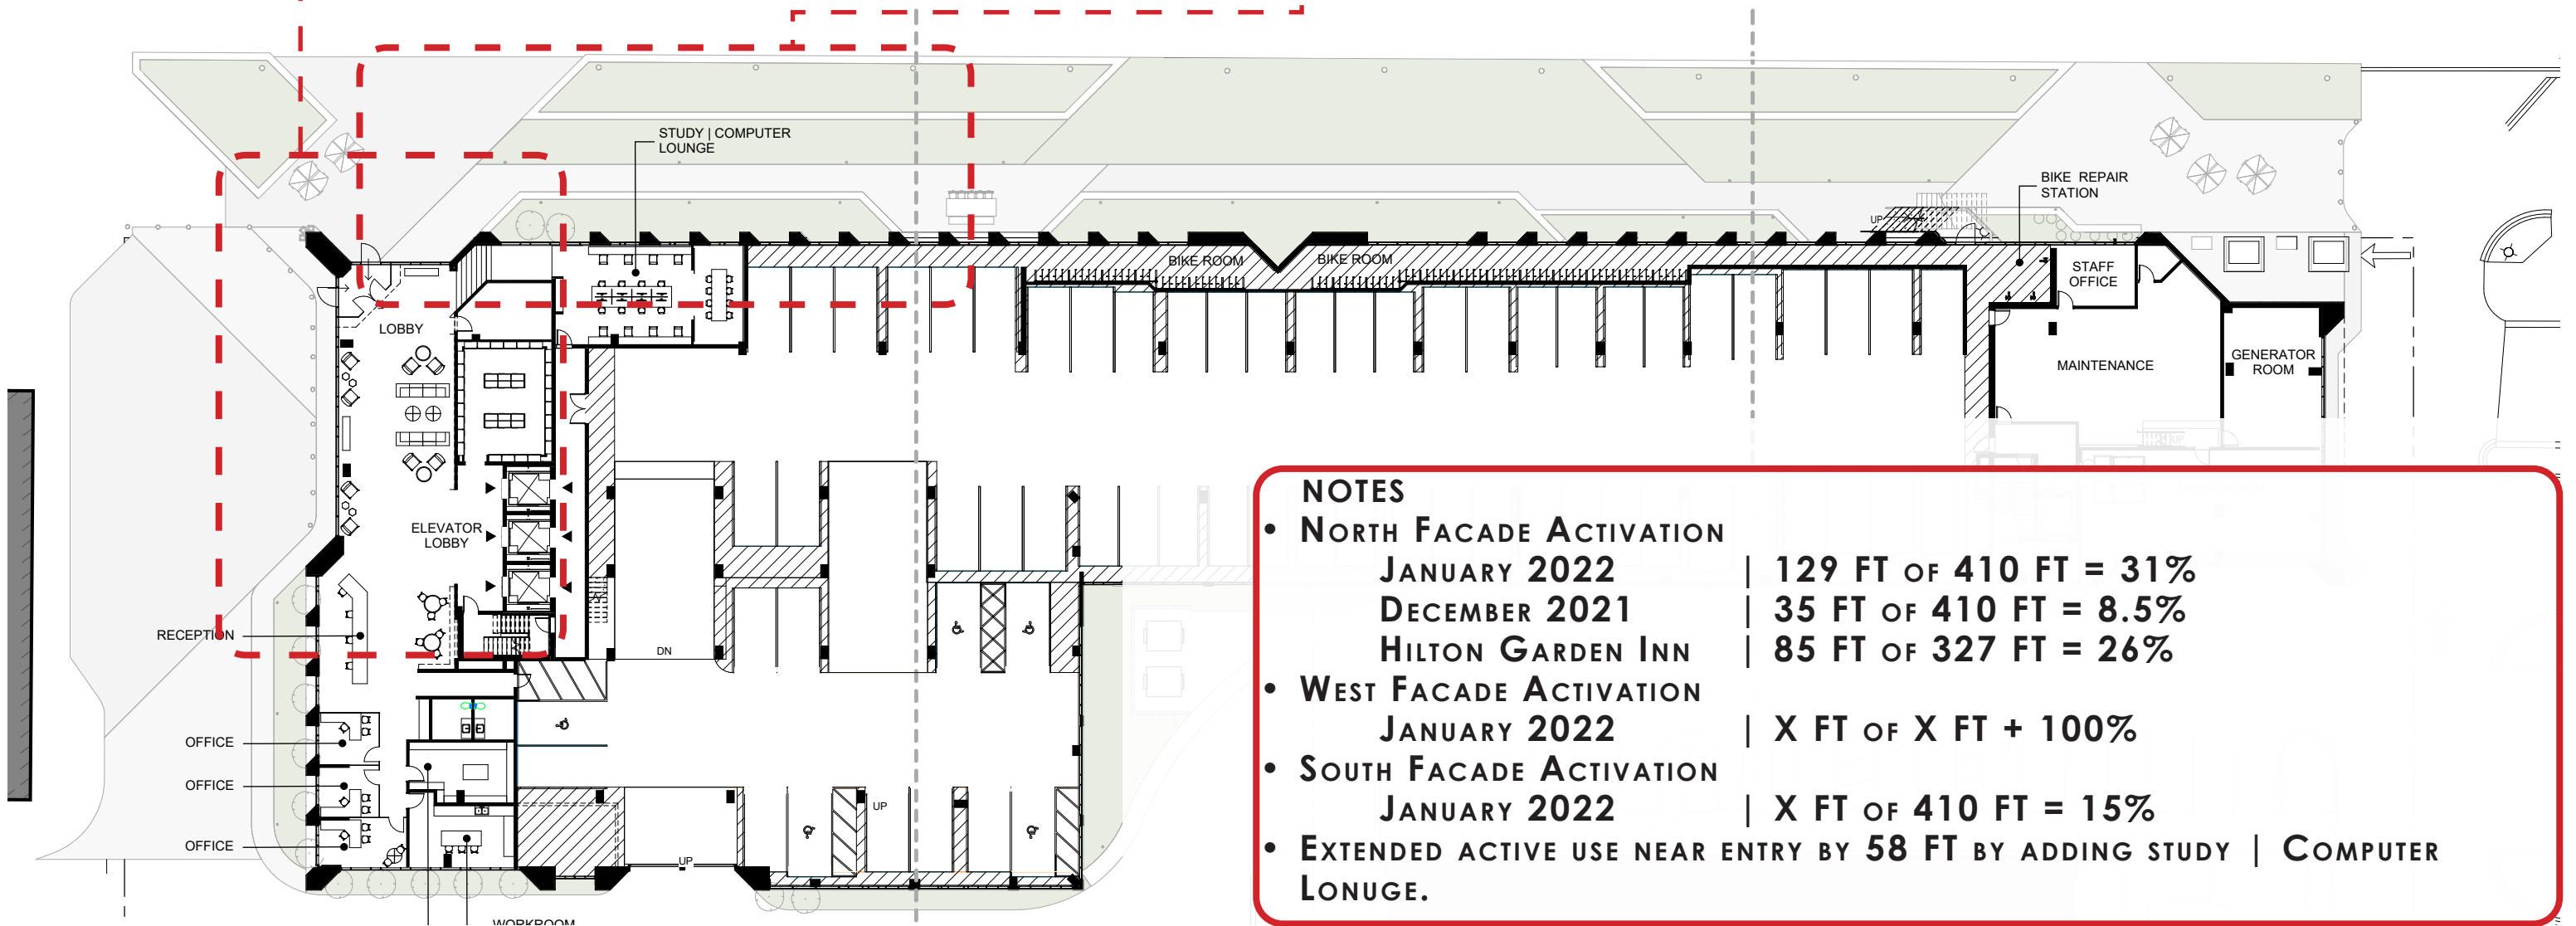 STUDY | COMPUTER
LOUNGE
BIKE REPAIR
STATION
UP
BIKE ROOM
BIKE ROOM
STAFF
OFFICE
LOBBY
MAINTENANCE
GENERATOR
ROOM
ELEVATOR
LOBBY
RECEPTION
DN
OFFICE
OFFICE
OFFICE
UP
UP
WORKROOM
UP
NOTES
• NORTH FACADE ACTIVATION
JANUARY 2022 | 129 FT OF 410 FT = 31%
DECEMBER 2021 | 35 FT OF 410 FT = 8.5%
HILTON GARDEN INN | 85 FT OF 327 FT = 26%
• WEST FACADE ACTIVATION
JANUARY 2022 | X FT OF X FT + 100%
• SOUTH FACADE ACTIVATION
JANUARY 2022 | X FT OF 410 FT = 15%
• EXTENDED ACTIVE USE NEAR ENTRY BY 58 FT BY ADDING STUDY | COMPUTER
LONUGE.